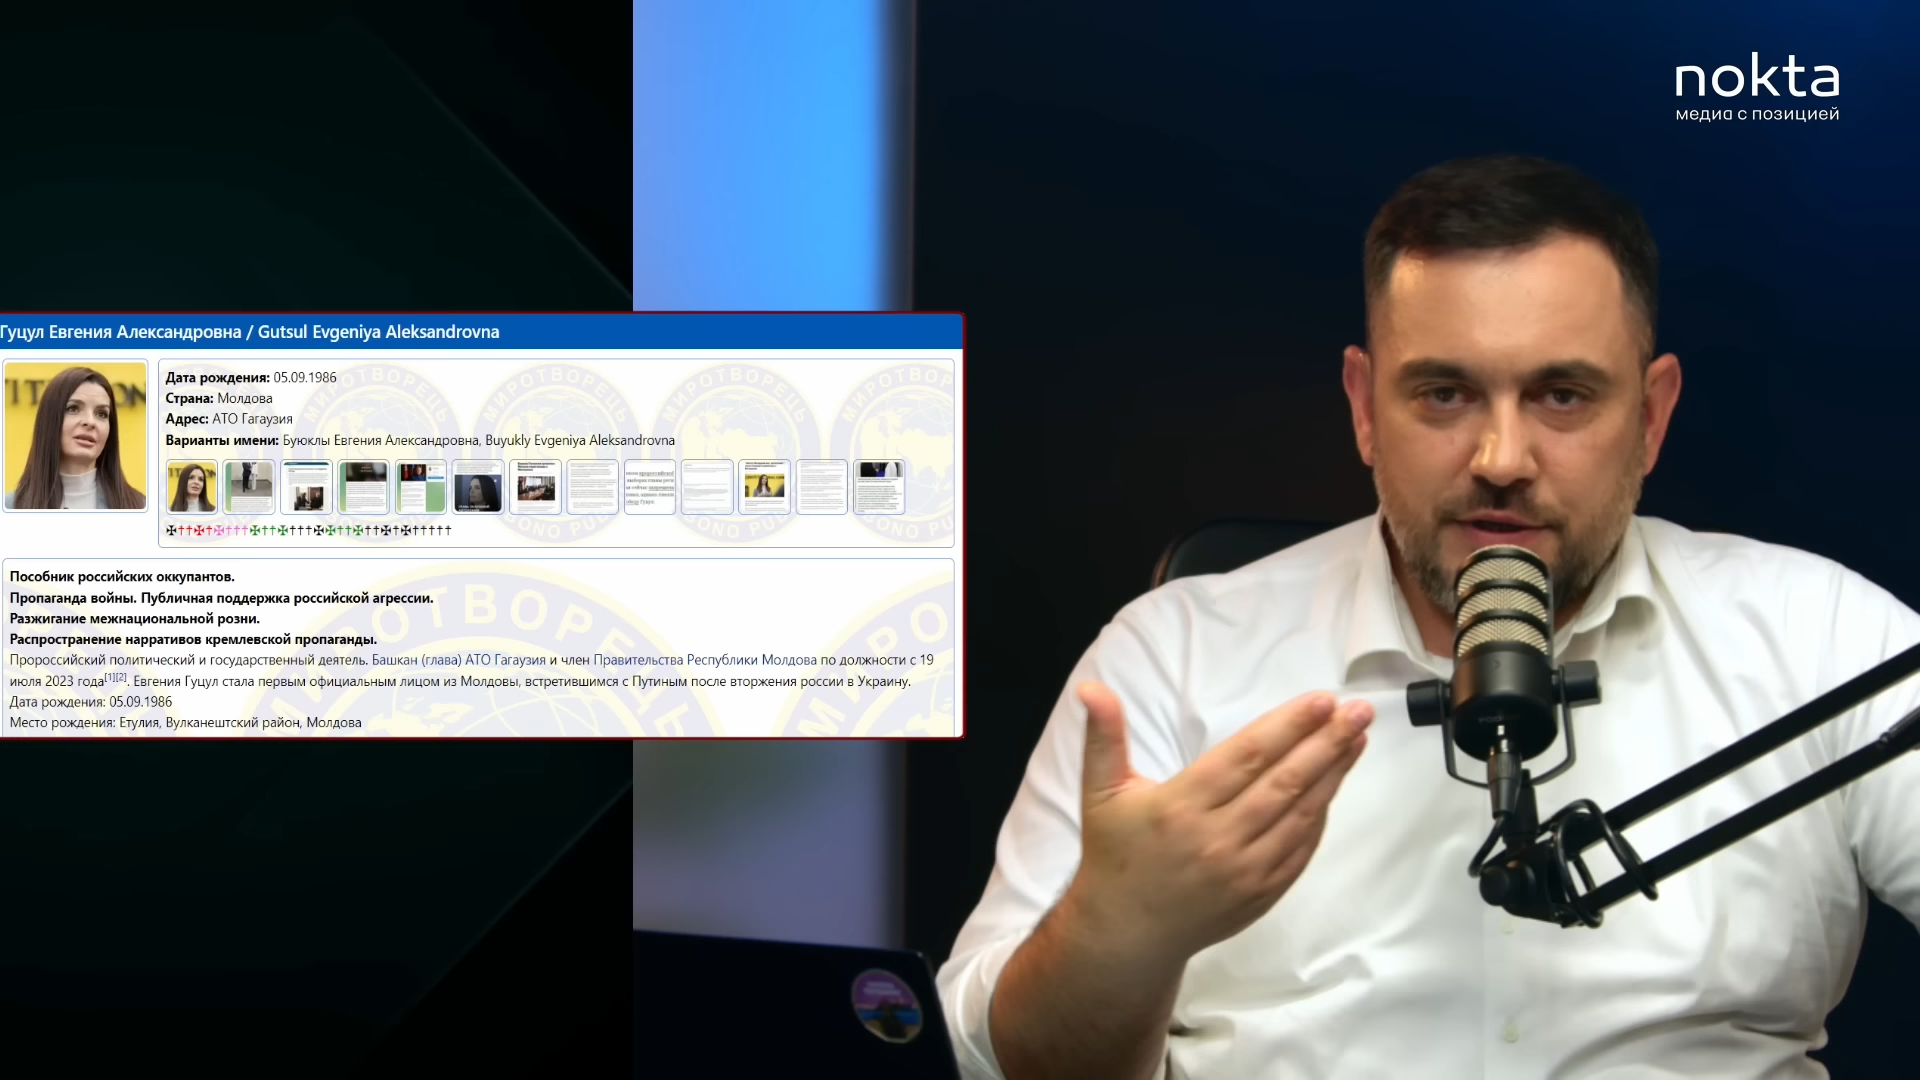 nokta
медиа с позицией
Гуцул Евгения Александровна / Gutsul Evgeniya Aleksandrovna
Дата рождения: 05.09.1986
Страна: Молдова
Адрес: АТО Гагаузия
Варианты имени: Буюклы Евгения Александровна, Buyukly Evgeniya Aleksandrovna
Пособник российских оккупантов.
Пропаганда войны. Публичная поддержка российской агрессии.
Разжигание межнациональной розни.
Распространение нарративов кремлевской пропаганды.
Пророссийский политический и государственный деятель. Башкан (глава) АТО Гагаузия и член Правительства Республики Молдова по должности с 19
июля 2023 года[1][2]. Евгения Гуцул стала первым официальным лицом из Молдовы, встретившимся с Путиным после вторжения россии в Украину.
Дата рождения: 05.09.1986
Место рождения: Етулия, Вулканештский район, Молдова